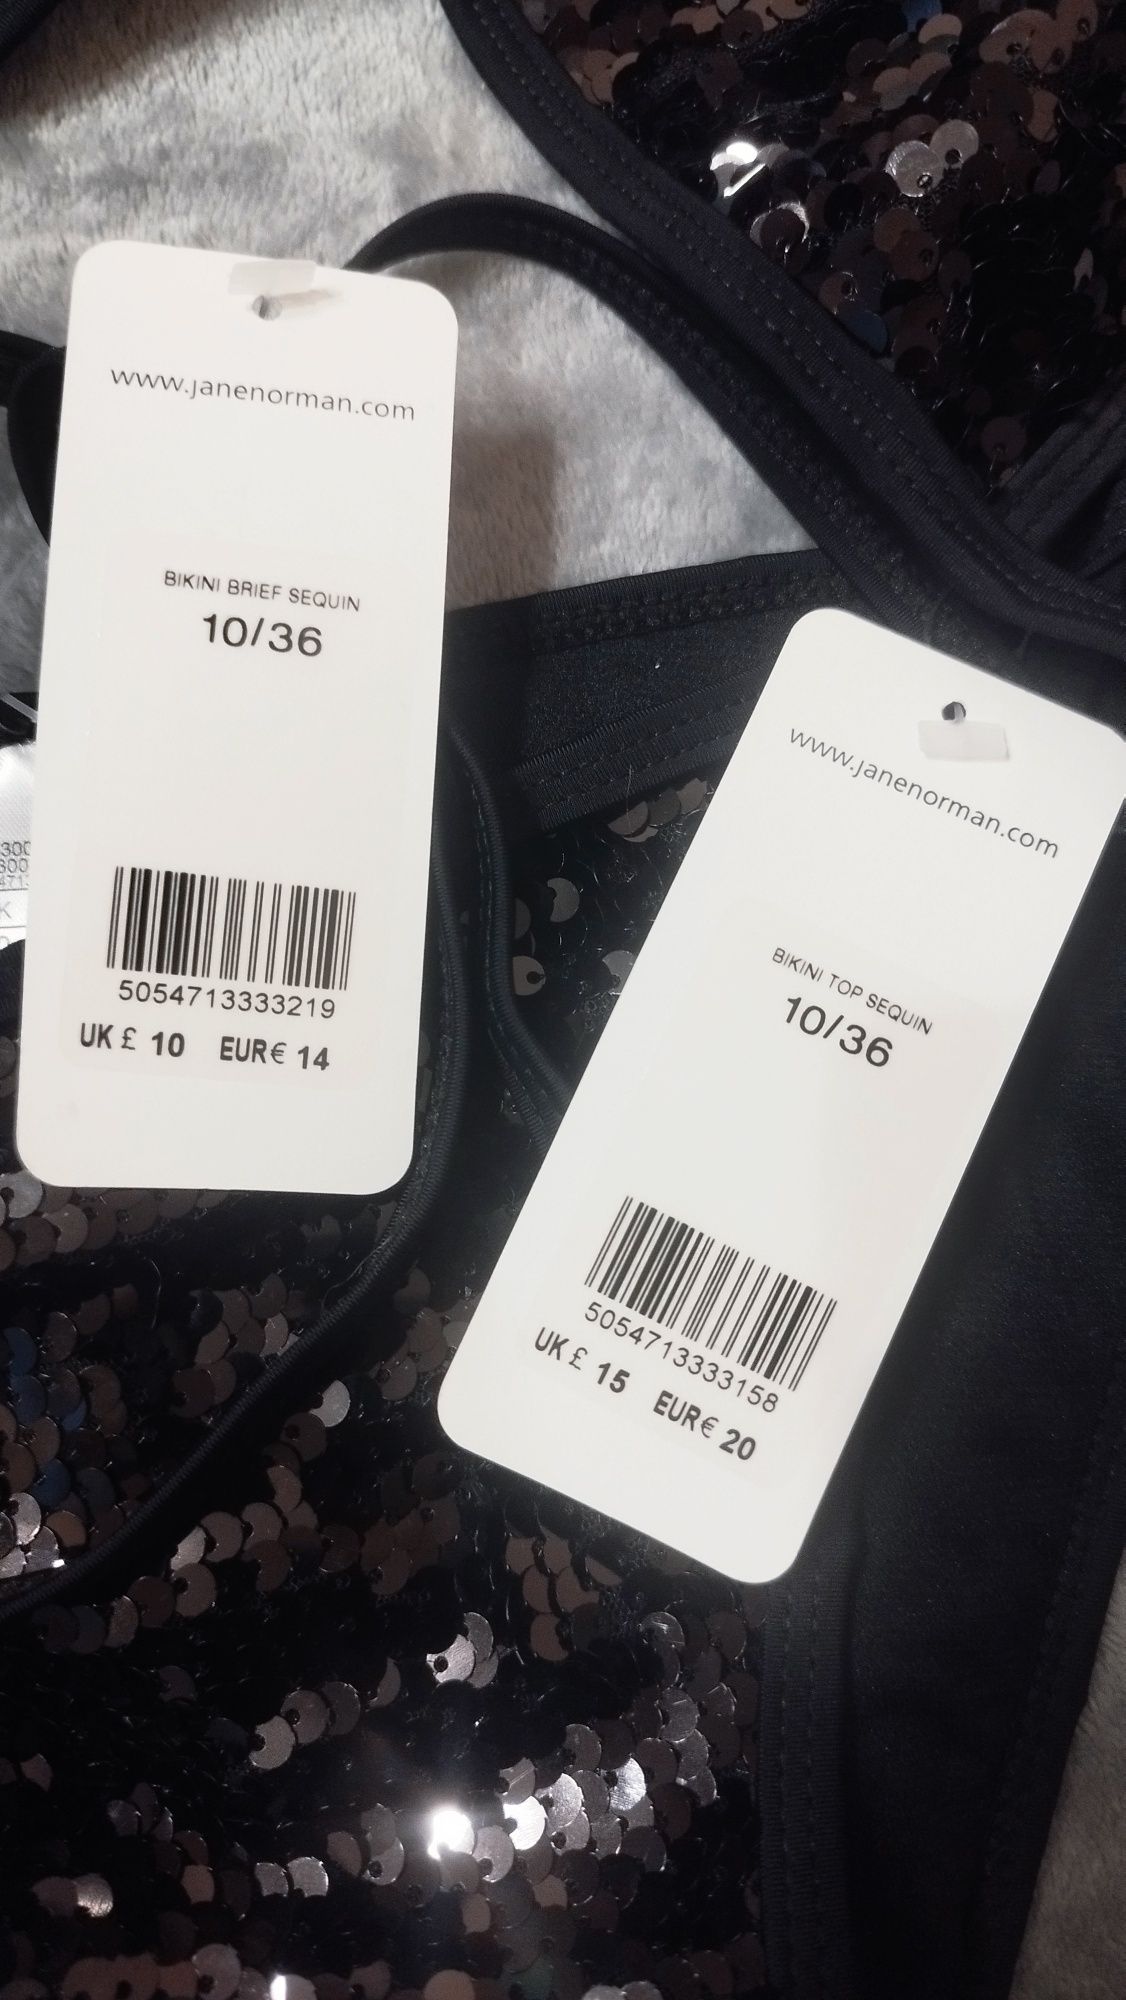 www.janenorman.com
BIKINI BRIEF SEQUIN
10/36
5054713333219
UK £ 10 EUR€ 14
www.janenorman.com
BIKINI TOP SEQUIN
10/36
5054713333158
UK £ 15 EUR€ 20